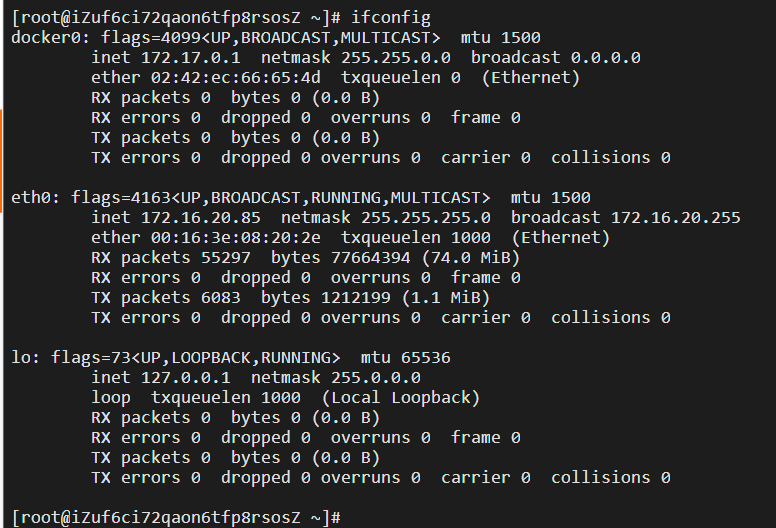 [root@iZuf6ci72qaon6tfp8rsosZ ~]# ifconfig
docker0: flags=4099<UP,BROADCAST,MULTICAST>  mtu 1500
        inet 172.17.0.1  netmask 255.255.0.0  broadcast 0.0.0.0
        ether 02:42:ec:66:65:4d  txqueuelen 0  (Ethernet)
        RX packets 0  bytes 0 (0.0 B)
        RX errors 0  dropped 0  overruns 0  frame 0
        TX packets 0  bytes 0 (0.0 B)
        TX errors 0  dropped 0 overruns 0  carrier 0  collisions 0

eth0: flags=4163<UP,BROADCAST,RUNNING,MULTICAST>  mtu 1500
        inet 172.16.20.85  netmask 255.255.255.0  broadcast 172.16.20.255
        ether 00:16:3e:08:20:2e  txqueuelen 1000  (Ethernet)
        RX packets 55297  bytes 77664394 (74.0 MiB)
        RX errors 0  dropped 0  overruns 0  frame 0
        TX packets 6083  bytes 1212199 (1.1 MiB)
        TX errors 0  dropped 0 overruns 0  carrier 0  collisions 0

lo: flags=73<UP,LOOPBACK,RUNNING>  mtu 65536
        inet 127.0.0.1  netmask 255.0.0.0
        loop  txqueuelen 1000  (Local Loopback)
        RX packets 0  bytes 0 (0.0 B)
        RX errors 0  dropped 0  overruns 0  frame 0
        TX packets 0  bytes 0 (0.0 B)
        TX errors 0  dropped 0 overruns 0  carrier 0  collisions 0

[root@iZuf6ci72qaon6tfp8rsosZ ~]#